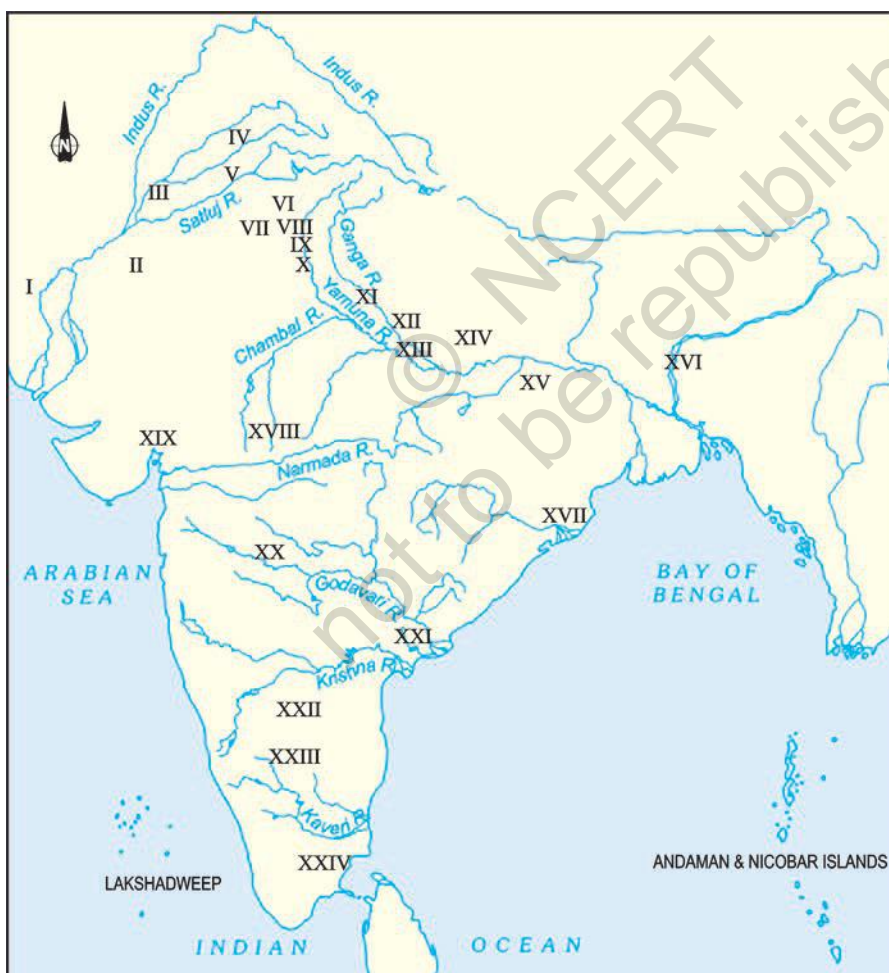 Indus R.
Indus R.
N
IV
III
V
Satluj R.
VI
VII
VIII
IX
X
Ganga R.
I
II
XI
Yamuna R.
XII
Chambal R.
XIII
XIV
XV
XVI
XVIII
XIX
Narmada R.
XVII
XX
Godavari R.
ARABIAN
SEA
BAY OF
BENGAL
XXI
Krishna R.
XXII
XXIII
Kaveri R.
XXIV
LAKSHADWEEP
ANDAMAN & NICOBAR ISLANDS
INDIAN OCEAN
© NCERT
not to be republish